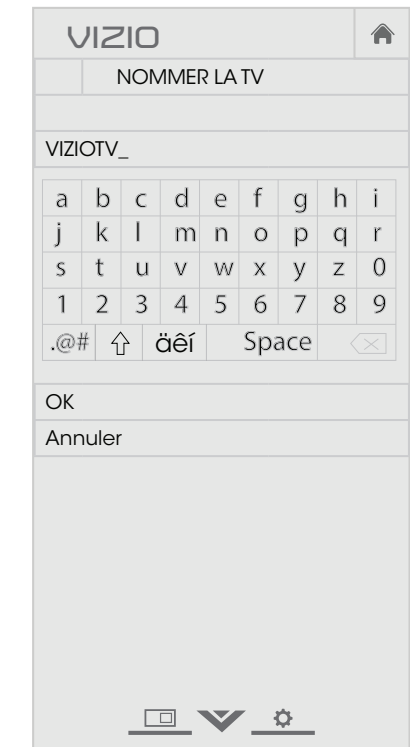 VIZIO
NOMMER LA TV
VIZIOTV_
a b c d e f g h i
j k l m n o p q r
s t u v w x y z 0
1 2 3 4 5 6 7 8 9
.@# äêí Space
OK
Annuler